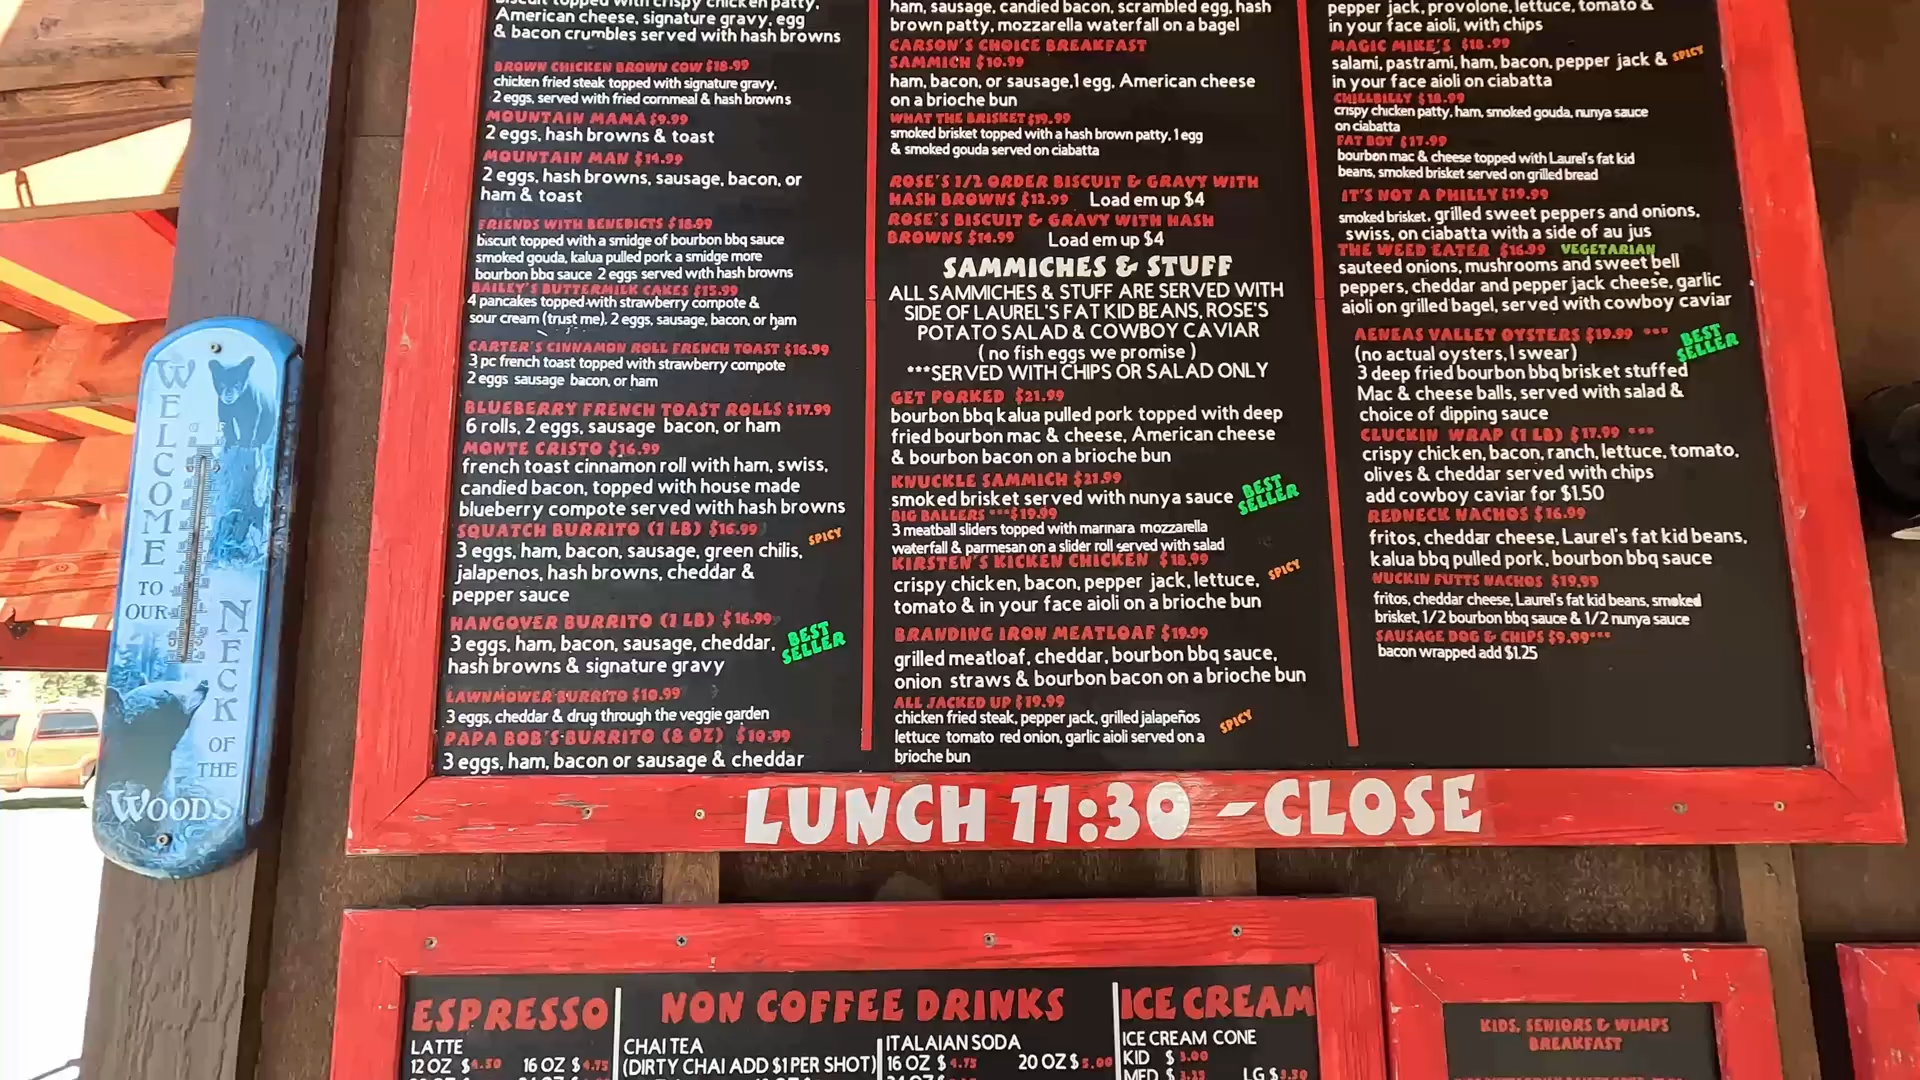 biscuit topped with crispy chicken patty,
American cheese, signature gravy, egg
& bacon crumbles served with hash browns
BROWN CHICKEN BROWN COW $18.99
chicken fried steak topped with signature gravy,
2 eggs, served with fried cornmeal & hash browns
MOUNTAIN MAMA $9.99
2 eggs, hash browns & toast
MOUNTAIN MAN $14.99
2 eggs, hash browns, sausage, bacon, or
ham & toast
FRIENDS WITH BENEDICTS $18.99
biscuit topped with a smidge of bourbon bbq sauce
smoked gouda, kalua pulled pork a smidge more
bourbon bbq sauce 2 eggs served with hash browns
BAILEY'S BUTTERMILK CAKES $15.99
4 pancakes topped with strawberry compote &
sour cream (trust me), 2 eggs, sausage, bacon, or ham
CARTER'S CINNAMON ROLL FRENCH TOAST $16.99
3 pc french toast topped with strawberry compote
2 eggs sausage bacon, or ham
BLUEBERRY FRENCH TOAST ROLLS $17.99
6 rolls, 2 eggs, sausage bacon, or ham
MONTE CRISTO $16.99
french toast cinnamon roll with ham, swiss,
candied bacon, topped with house made
blueberry compote served with hash browns
SQUATCH BURRITO (1 LB) $16.99
SPICY
3 eggs, ham, bacon, sausage, green chilis,
jalapenos, hash browns, cheddar &
pepper sauce
HANGOVER BURRITO (1 LB) $16.99
BEST
SELLER
3 eggs, ham, bacon, sausage, cheddar,
hash browns & signature gravy
LAWNMOWER BURRITO $10.99
3 eggs, cheddar & drug through the veggie garden
PAPA BOB'S BURRITO (8 OZ) $10.99
3 eggs, ham, bacon or sausage & cheddar
ham, sausage, candied bacon, scrambled egg, hash
brown patty, mozzarella waterfall on a bagel
CARSON'S CHOICE BREAKFAST
SAMMICH $10.99
ham, bacon, or sausage,1 egg, American cheese
on a brioche bun
WHAT THE BRISKET $19.99
smoked brisket topped with a hash brown patty, 1 egg
& smoked gouda served on ciabatta
ROSE'S 1/2 ORDER BISCUIT & GRAVY WITH
HASH BROWNS $12.99 Load em up $4
ROSE'S BISCUIT & GRAVY WITH HASH
BROWNS $14.99 Load em up $4
SAMMICHES & STUFF
ALL SAMMICHES & STUFF ARE SERVED WITH
SIDE OF LAUREL'S FAT KID BEANS, ROSE'S
POTATO SALAD & COWBOY CAVIAR
( no fish eggs we promise )
***SERVED WITH CHIPS OR SALAD ONLY
GET PORKED $21.99
bourbon bbq kalua pulled pork topped with deep
fried bourbon mac & cheese, American cheese
& bourbon bacon on a brioche bun
KNUCKLE SAMMICH $21.99
smoked brisket served with nunya sauce
BEST
SELLER
BIG BALLERS ***$19.99
3 meatball sliders topped with marinara mozzarella
waterfall & parmesan on a slider roll served with salad
KIRSTEN'S KICKEN CHICKEN $18.99
SPICY
crispy chicken, bacon, pepper jack, lettuce,
tomato & in your face aioli on a brioche bun
BRANDING IRON MEATLOAF $19.99
grilled meatloaf, cheddar, bourbon bbq sauce,
onion straws & bourbon bacon on a brioche bun
ALL JACKED UP $19.99
chicken fried steak, pepper jack, grilled jalapeños
SPICY
lettuce tomato red onion, garlic aioli served on a
brioche bun
pepper jack, provolone, lettuce, tomato &
in your face aioli, with chips
MAGIC MIKE'S $18.99
salami, pastrami, ham, bacon, pepper jack &
SPICY
in your face aioli on ciabatta
CHILLBILLY $18.99
crispy chicken patty, ham, smoked gouda, nunya sauce
on ciabatta
FAT BOY $17.99
bourbon mac & cheese topped with Laurel's fat kid
beans, smoked brisket served on grilled bread
IT'S NOT A PHILLY $19.99
smoked brisket, grilled sweet peppers and onions,
swiss, on ciabatta with a side of au jus
THE WEED EATER $16.99 VEGETARIAN
sauteed onions, mushrooms and sweet bell
peppers, cheddar and pepper jack cheese, garlic
aioli on grilled bagel, served with cowboy caviar
AENEAS VALLEY OYSTERS $19.99 ***
BEST
SELLER
(no actual oysters, I swear)
3 deep fried bourbon bbq brisket stuffed
Mac & cheese balls, served with salad &
choice of dipping sauce
CLUCKIN WRAP (1 LB) $17.99 ***
crispy chicken, bacon, ranch, lettuce, tomato,
olives & cheddar served with chips
add cowboy caviar for $1.50
REDNECK NACHOS $16.99
fritos, cheddar cheese, Laurel's fat kid beans,
kalua bbq pulled pork, bourbon bbq sauce
NUCKIN FUTTS NACHOS $19.99
fritos, cheddar cheese, Laurel's fat kid beans, smoked
brisket, 1/2 bourbon bbq sauce & 1/2 nunya sauce
SAUSAGE DOG & CHIPS $9.99***
bacon wrapped add $1.25
LUNCH 11:30 - CLOSE
WELCOME
TO
OUR
NECK
OF
THE
WOODS
ESPRESSO
LATTE
12 OZ $4.50 16 OZ $4.75
NON COFFEE DRINKS
CHAI TEA
(DIRTY CHAI ADD $1 PER SHOT)
ITALAIAN SODA
16 OZ $4.75 20 OZ $5.00
ICE CREAM
ICE CREAM CONE
KID $3.00
MED $3.25 LG $3.50
KIDS, SENIORS & WIMPS
BREAKFAST